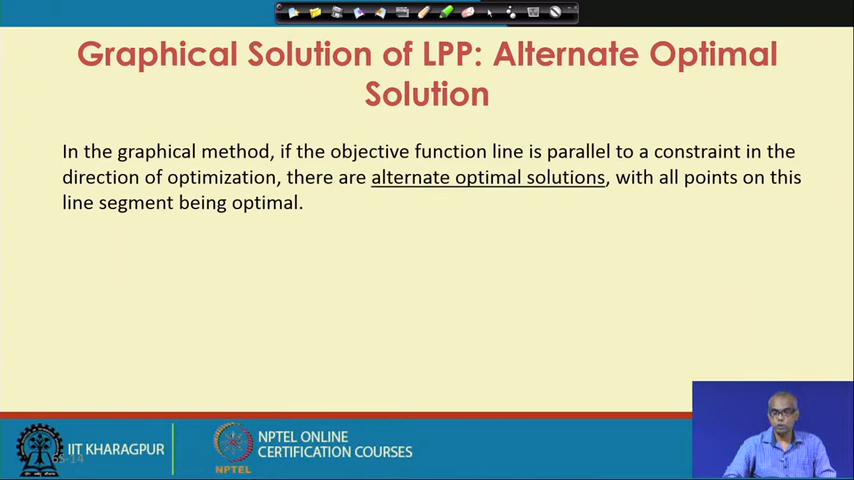 Graphical Solution of LPP: Alternate Optimal
Solution
In the graphical method, if the objective function line is parallel to a constraint in the
direction of optimization, there are alternate optimal solutions, with all points on this
line segment being optimal.
IIT KHARAGPUR
NPTEL
NPTEL ONLINE
CERTIFICATION COURSES